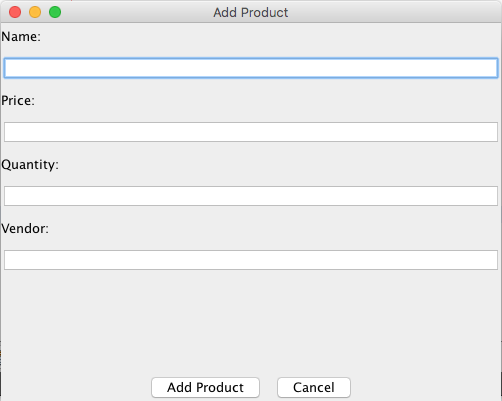 Add Product
Name:
Price:
Quantity:
Vendor:
Add Product Cancel